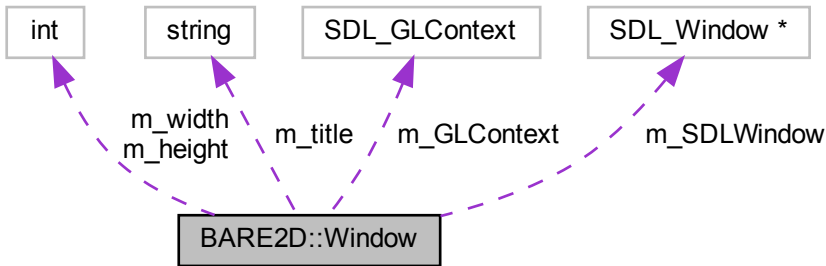 int
string
SDL_GLContext
SDL_Window *
m_width
m_height
m_title
m_GLContext
m_SDLWindow
BARE2D::Window